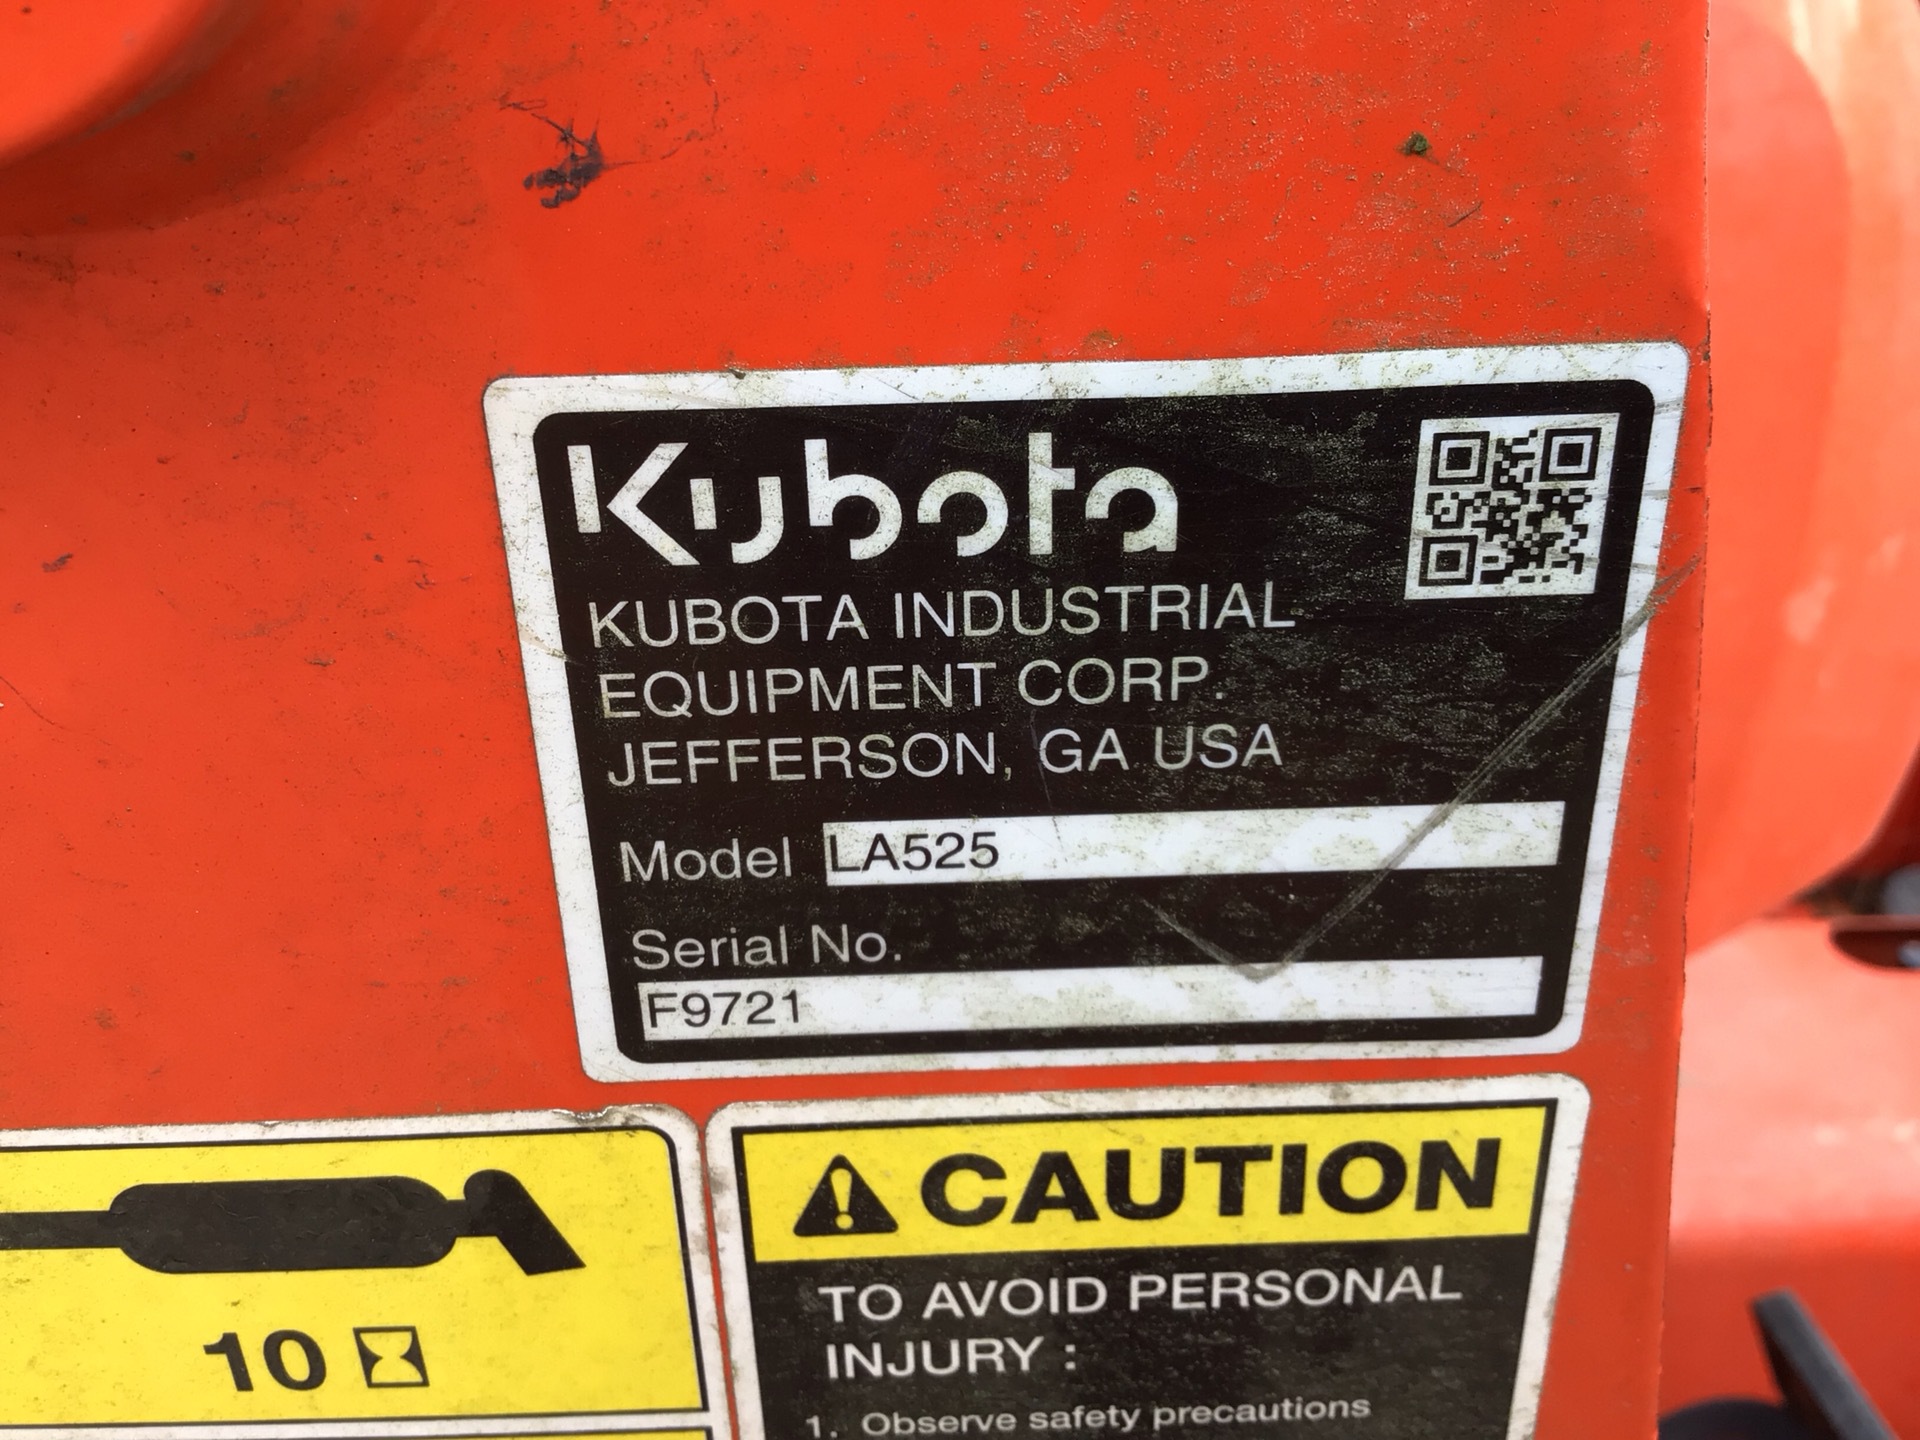 Kubota
KUBOTA INDUSTRIAL
EQUIPMENT CORP.
JEFFERSON, GA USA
Model LA525
Serial No.
F9721
10
CAUTION
TO AVOID PERSONAL
INJURY :
1. Observe safety precautions